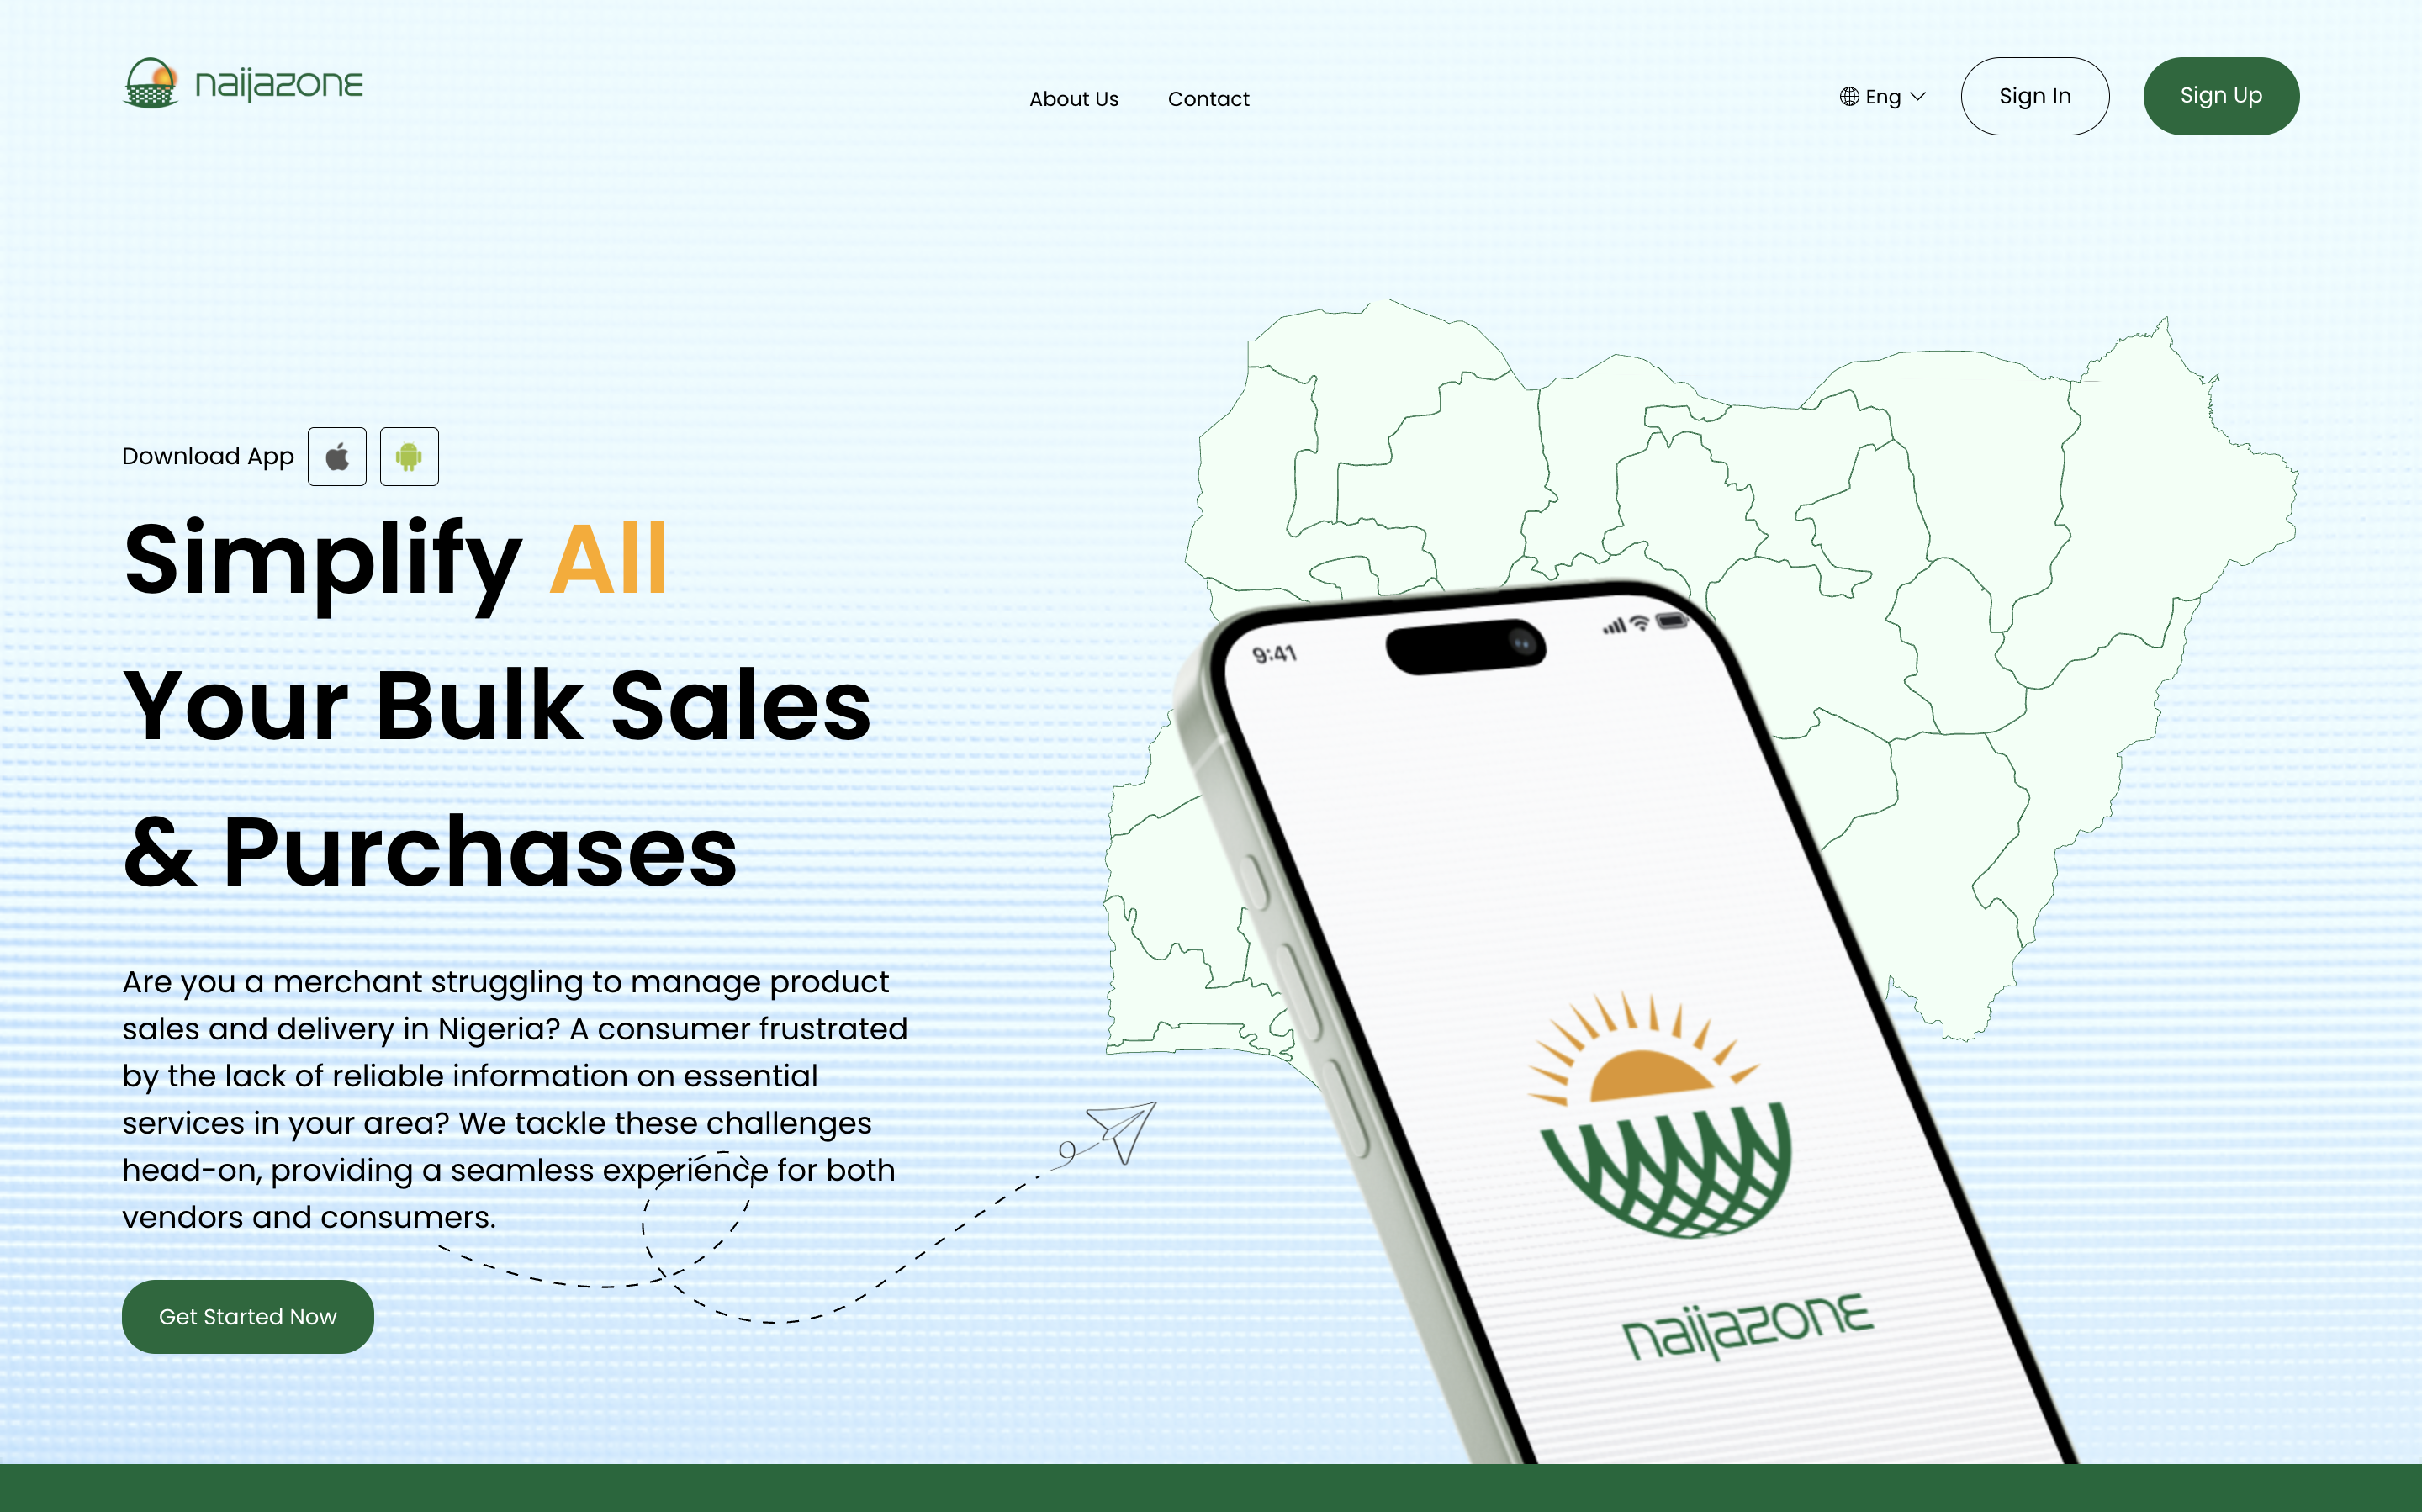 naijazone
About Us
Contact
Eng
Sign In
Sign Up
Download App
Simplify All
Your Bulk Sales
& Purchases
Are you a merchant struggling to manage product
sales and delivery in Nigeria? A consumer frustrated
by the lack of reliable information on essential
services in your area? We tackle these challenges
head-on, providing a seamless experience for both
vendors and consumers.
Get Started Now
9:41
naijazone